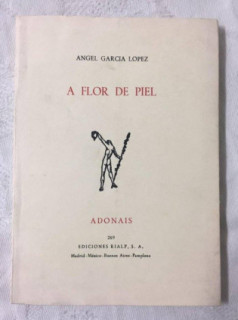 ANGEL GARCIA LOPEZ
A FLOR DE PIEL
ADONAIS
EDICIONES RIALP, S. A.
Madrid-México-Buenos Aires-Pamplona